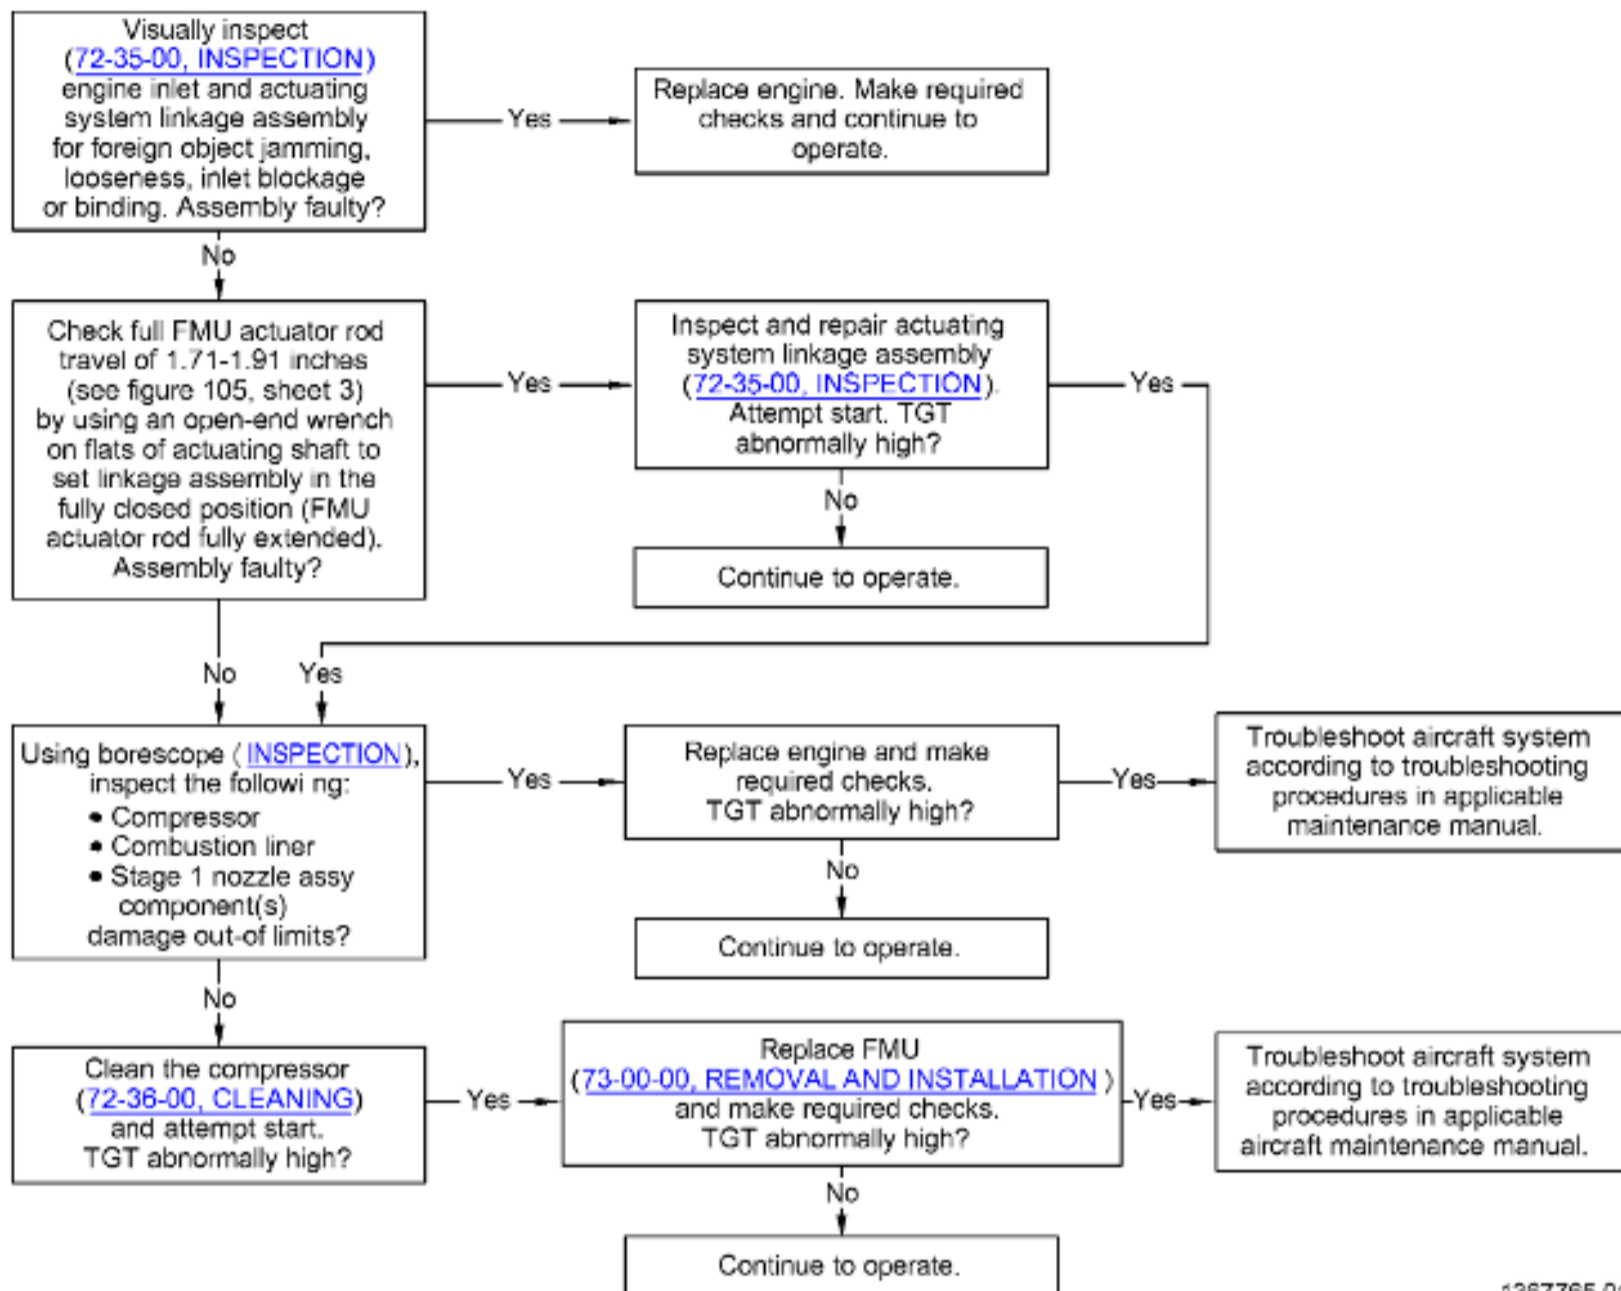 Visually inspect
(72-35-00, INSPECTION)
engine inlet and actuating
system linkage assembly
for foreign object jamming,
looseness, inlet blockage
or binding. Assembly faulty?
Yes
Replace engine. Make required
checks and continue to
operate.
No
Check full FMU actuator rod
travel of 1.71-1.91 inches
(see figure 105, sheet 3)
by using an open-end wrench
on flats of actuating shaft to
set linkage assembly in the
fully closed position (FMU
actuator rod fully extended).
Assembly faulty?
Yes
Inspect and repair actuating
system linkage assembly
(72-35-00, INSPECTION).
Attempt start. TGT
abnormally high?
Yes
No
Continue to operate.
No
Yes
Using borescope ( INSPECTION),
inspect the followi ng:
• Compressor
• Combustion liner
• Stage 1 nozzle assy
component(s)
damage out-of limits?
Yes
Replace engine and make
required checks.
TGT abnormally high?
Yes
Troubleshoot aircraft system
according to troubleshooting
procedures in applicable
maintenance manual.
No
Continue to operate.
No
Clean the compressor
(72-36-00, CLEANING)
and attempt start.
TGT abnormally high?
Yes
Replace FMU
(73-00-00, REMOVAL AND INSTALLATION )
and make required checks.
TGT abnormally high?
Yes
Troubleshoot aircraft system
according to troubleshooting
procedures in applicable
aircraft maintenance manual.
No
Continue to operate.